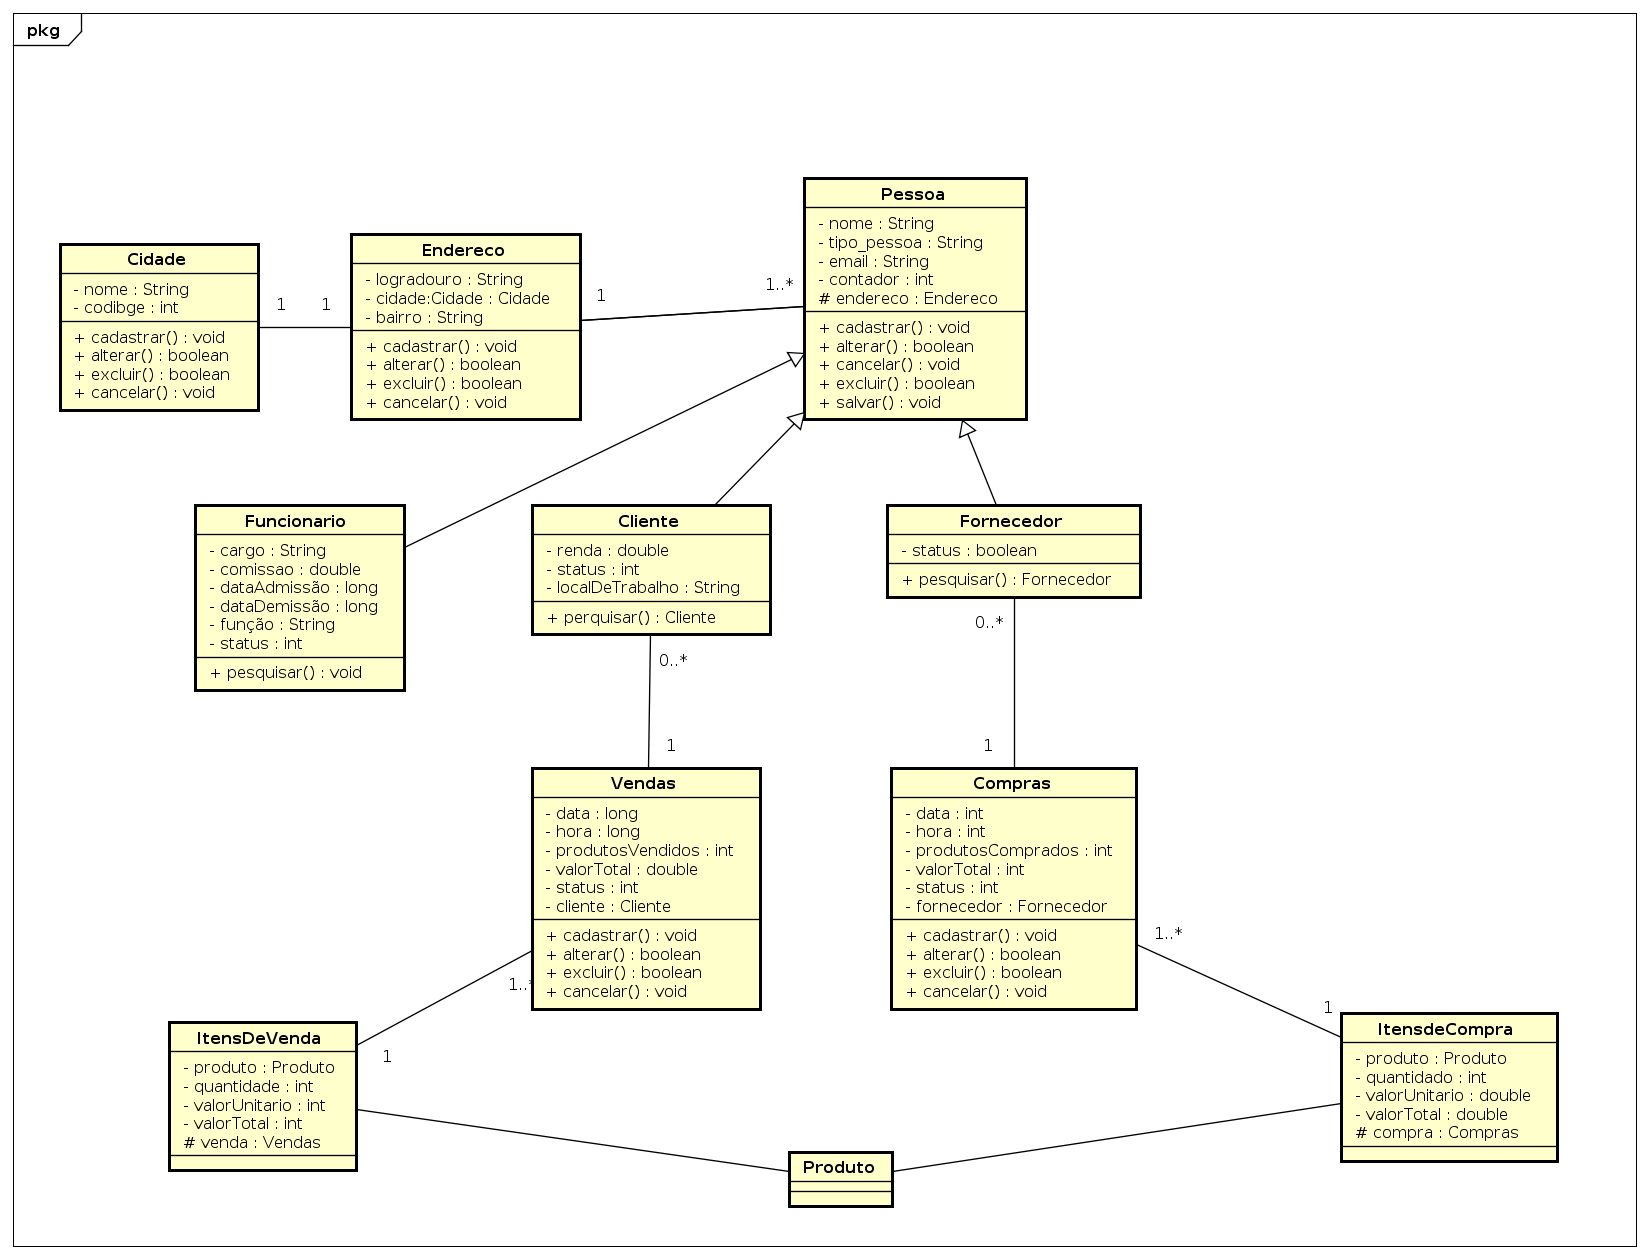 pkg
Pessoa
- nome : String
- tipo_pessoa : String
- email : String
- contador : int
# endereco : Endereco
+ cadastrar() : void
+ alterar() : boolean
+ cancelar() : void
+ excluir() : boolean
+ salvar() : void
Cidade
- nome : String
- codibge : int
+ cadastrar() : void
+ alterar() : boolean
+ excluir() : boolean
+ cancelar() : void
1
1
Endereco
- logradouro : String
- cidade:Cidade : Cidade
- bairro : String
+ cadastrar() : void
+ alterar() : boolean
+ excluir() : boolean
+ cancelar() : void
1
1..*
Funcionario
- cargo : String
- comissao : double
- dataAdmissão : long
- dataDemissão : long
- função : String
- status : int
+ pesquisar() : void
Cliente
- renda : double
- status : int
- localDeTrabalho : String
+ perquisar() : Cliente
Fornecedor
- status : boolean
+ pesquisar() : Fornecedor
0..*
1
0..*
1
Vendas
- data : long
- hora : long
- produtosVendidos : int
- valorTotal : double
- status : int
- cliente : Cliente
+ cadastrar() : void
+ alterar() : boolean
+ excluir() : boolean
+ cancelar() : void
Compras
- data : int
- hora : int
- produtosComprados : int
- valorTotal : int
- status : int
- fornecedor : Fornecedor
+ cadastrar() : void
+ alterar() : boolean
+ excluir() : boolean
+ cancelar() : void
1..*
1
1..*
1
ItensDeVenda
- produto : Produto
- quantidade : int
- valorUnitario : int
- valorTotal : int
# venda : Vendas
ItensdeCompra
- produto : Produto
- quantidado : int
- valorUnitario : double
- valorTotal : double
# compra : Compras
Produto